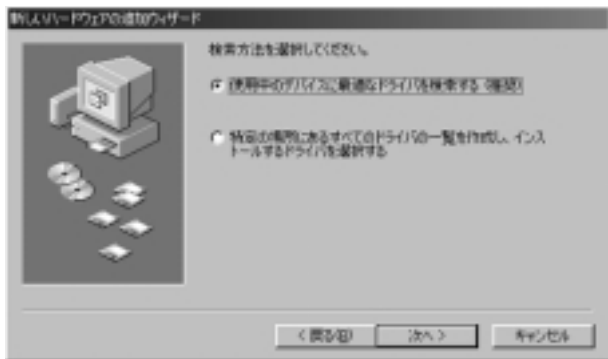 新しいハードウェアの追加ウィザード
検索方法を選択してください。
使用中のデバイスに最適なドライバを検索する (推奨)
特定の場所にあるすべてのドライバの一覧を作成し、インス
トールするドライバを選択する
< 戻る(B) 次へ > キャンセル